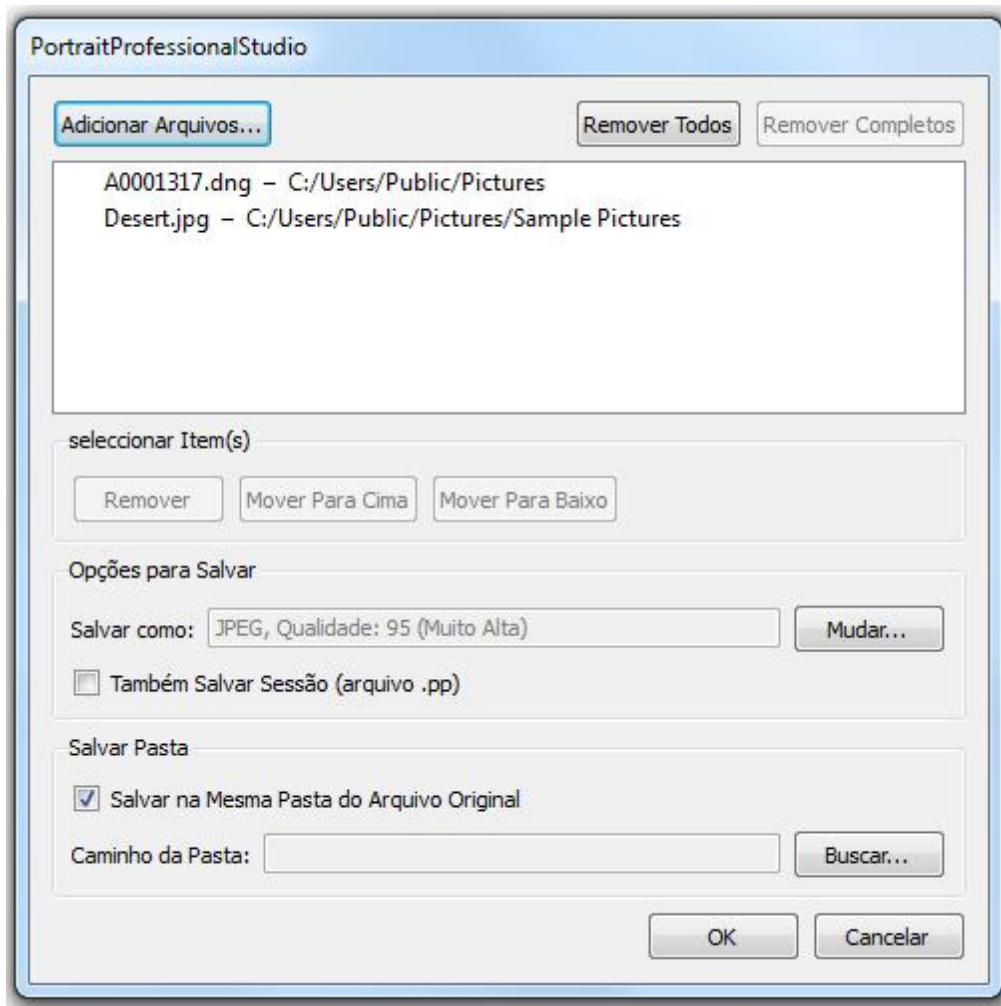 PortraitProfessionalStudio
Adicionar Arquivos... Remover Todos Remover Completos
A0001317.dng – C:/Users/Public/Pictures
Desert.jpg – C:/Users/Public/Pictures/Sample Pictures
seleccionar Item(s)
Remover Mover Para Cima Mover Para Baixo
Opções para Salvar
Salvar como: JPEG, Qualidade: 95 (Muito Alta) Mudar...
Também Salvar Sessão (arquivo .pp)
Salvar Pasta
Salvar na Mesma Pasta do Arquivo Original
Caminho da Pasta: Buscar...
OK Cancelar